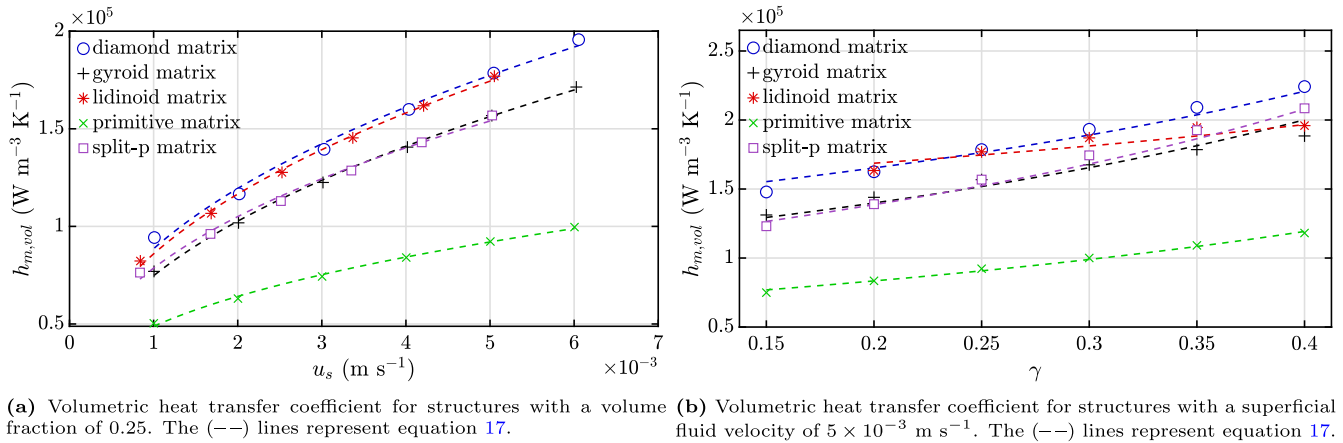 ×10⁵
2
1.5
1
0.5
h_{m,vol} (W m⁻³ K⁻¹)
diamond matrix
gyroid matrix
lidinoid matrix
primitive matrix
split-p matrix
0 1 2 3 4 5 6 7
×10⁻³
u_s (m s⁻¹)
(a) Volumetric heat transfer coefficient for structures with a volume
fraction of 0.25. The (−−) lines represent equation 17.
×10⁵
2.5
2
1.5
1
0.5
h_{m,vol} (W m⁻³ K⁻¹)
diamond matrix
gyroid matrix
lidinoid matrix
primitive matrix
split-p matrix
0.15 0.2 0.25 0.3 0.35 0.4
γ
(b) Volumetric heat transfer coefficient for structures with a superficial
fluid velocity of 5 × 10⁻³ m s⁻¹. The (−−) lines represent equation 17.